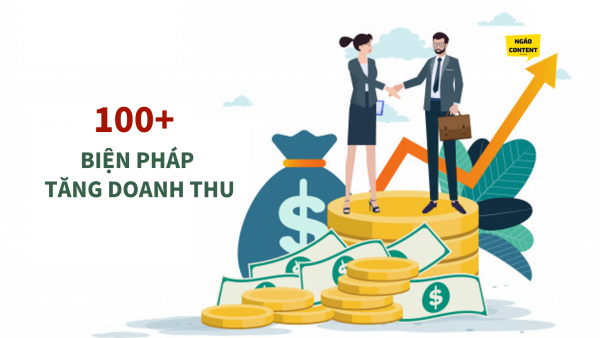 100+
BIỆN PHÁP
TĂNG DOANH THU
NGÁO
CONTENT
$
$
$
$